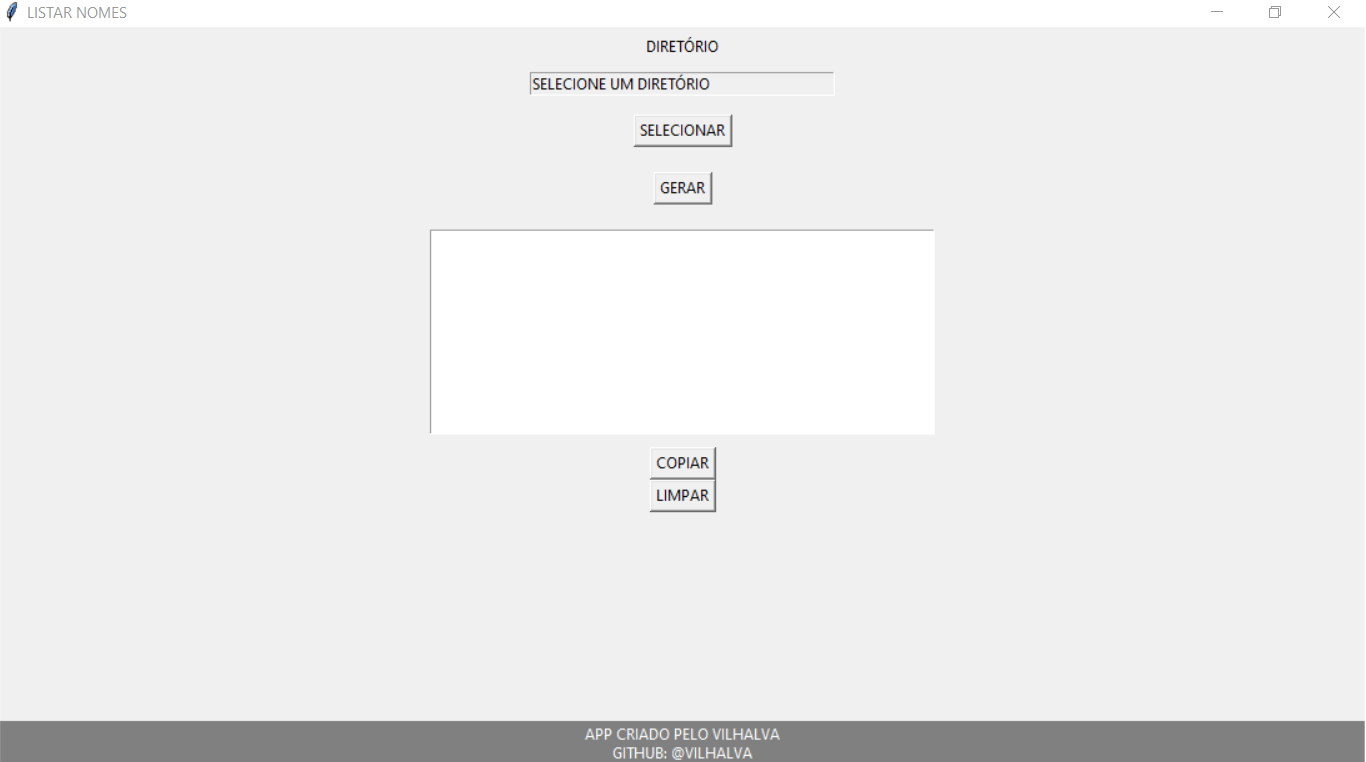 LISTAR NOMES
DIRETÓRIO
SELECIONE UM DIRETÓRIO
SELECIONAR
GERAR
COPIAR
LIMPAR
APP CRIADO PELO VILHALVA
GITHUB: @VILHALVA